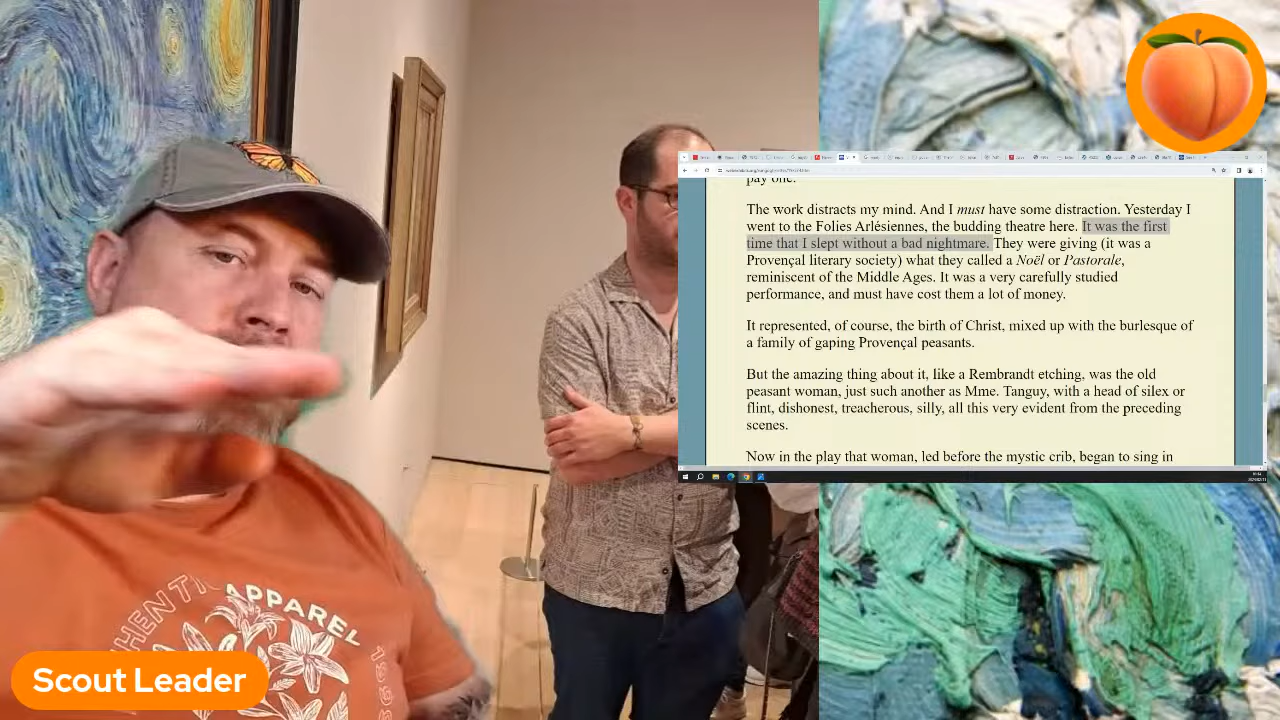 pay one.
The work distracts my mind. And I must have some distraction. Yesterday I
went to the Folies Arlésiennes, the budding theatre here. It was the first
time that I slept without a bad nightmare. They were giving (it was a
Provençal literary society) what they called a Noël or Pastorale,
reminiscent of the Middle Ages. It was a very carefully studied
performance, and must have cost them a lot of money.
It represented, of course, the birth of Christ, mixed up with the burlesque of
a family of gaping Provençal peasants.
But the amazing thing about it, like a Rembrandt etching, was the old
peasant woman, just such another as Mme. Tanguy, with a head of silex or
flint, dishonest, treacherous, silly, all this very evident from the preceding
scenes.
Now in the play that woman, led before the mystic crib, began to sing in
APPAREL
Scout Leader